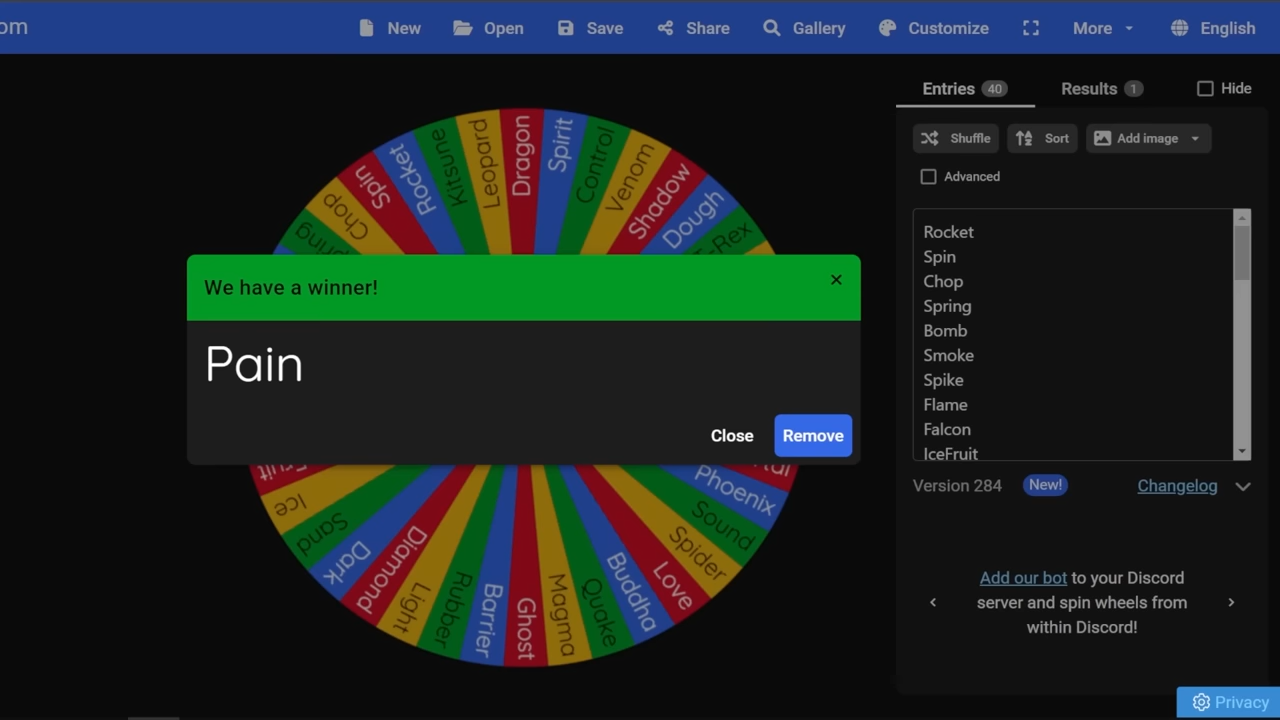 om
New
Open
Save
Share
Gallery
Customize
More
English
Entries 40
Results 1
Hide
Shuffle
Sort
Add image
Advanced
Rocket
Spin
Chop
Spring
Bomb
Smoke
Spike
Flame
Falcon
IceFruit
Version 284
New!
Changelog
Add our bot to your Discord
server and spin wheels from
within Discord!
Privacy
We have a winner!
Pain
Close
Remove
Chop
Spin
Rocket
Kitsune
Leopard
Dragon
Spirit
Control
Venom
Shadow
Dough
T-Rex
Phoenix
Sound
Spider
Love
Buddha
Quake
Magma
Ghost
Barrier
Rubber
Light
Diamond
Dark
Sand
Ice